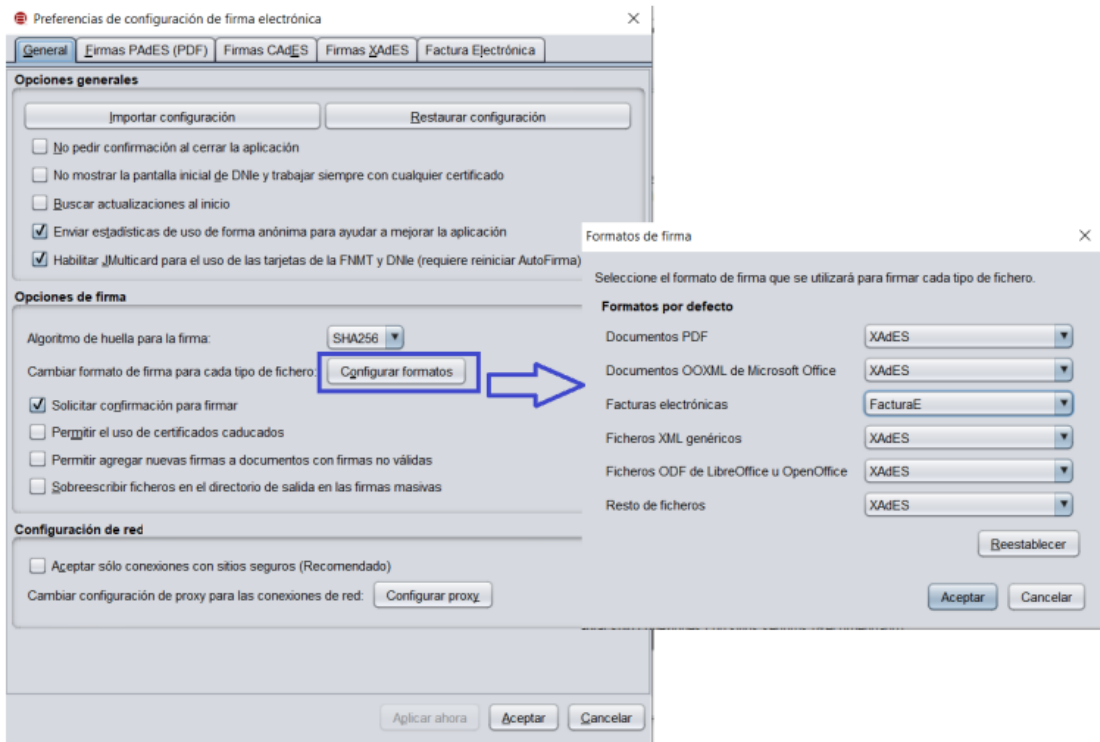 Preferencias de configuración de firma electrónica
General
Firmas PAdES (PDF)
Firmas CAdES
Firmas XAdES
Factura Electrónica
Opciones generales
Importar configuración
Restaurar configuración
No pedir confirmación al cerrar la aplicación
No mostrar la pantalla inicial de DNIe y trabajar siempre con cualquier certificado
Buscar actualizaciones al inicio
Enviar estadísticas de uso de forma anónima para ayudar a mejorar la aplicación
Habilitar JMulticard para el uso de las tarjetas de la FNMT y DNIe (requiere reiniciar AutoFirma)
Opciones de firma
Algoritmo de huella para la firma:
SHA256
Cambiar formato de firma para cada tipo de fichero:
Configurar formatos
Solicitar confirmación para firmar
Permitir el uso de certificados caducados
Permitir agregar nuevas firmas a documentos con firmas no válidas
Sobreescribir ficheros en el directorio de salida en las firmas masivas
Configuración de red
Aceptar sólo conexiones con sitios seguros (Recomendado)
Cambiar configuración de proxy para las conexiones de red:
Configurar proxy
Aplicar ahora
Aceptar
Cancelar
Formatos de firma
Seleccione el formato de firma que se utilizará para firmar cada tipo de fichero.
Formatos por defecto
Documentos PDF
XAdES
Documentos OOXML de Microsoft Office
XAdES
Facturas electrónicas
FacturaE
Ficheros XML genéricos
XAdES
Ficheros ODF de LibreOffice u OpenOffice
XAdES
Resto de ficheros
XAdES
Reestablecer
Aceptar
Cancelar